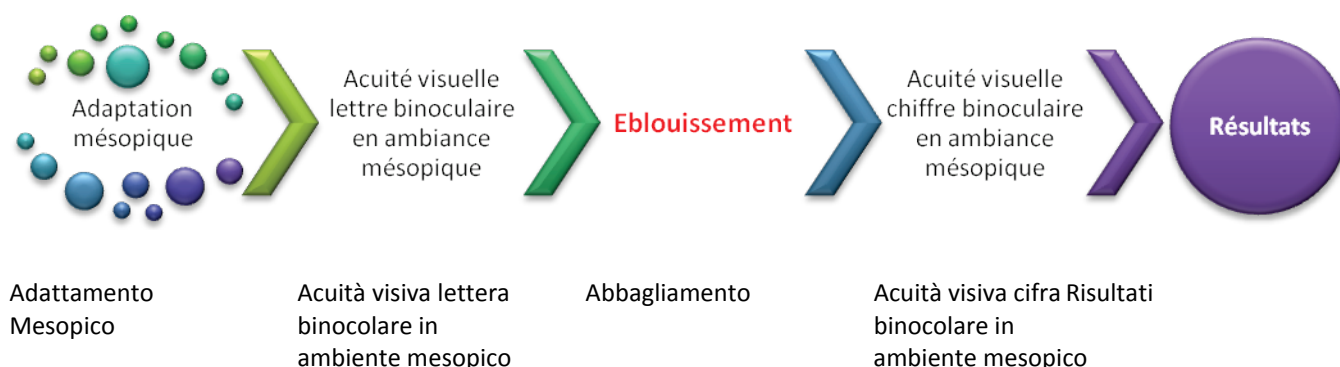 Adaptation
mésopique
Acuité visuelle
lettre binoculaire
en ambiance
mésopique
Eblouissement
Acuité visuelle
chiffre binoculaire
en ambiance
mésopique
Résultats
Adattamento
Mesopico
Acuità visiva lettera
binocolare in
ambiente mesopico
Abbagliamento
Acuità visiva cifra Risultati
binocolare in
ambiente mesopico